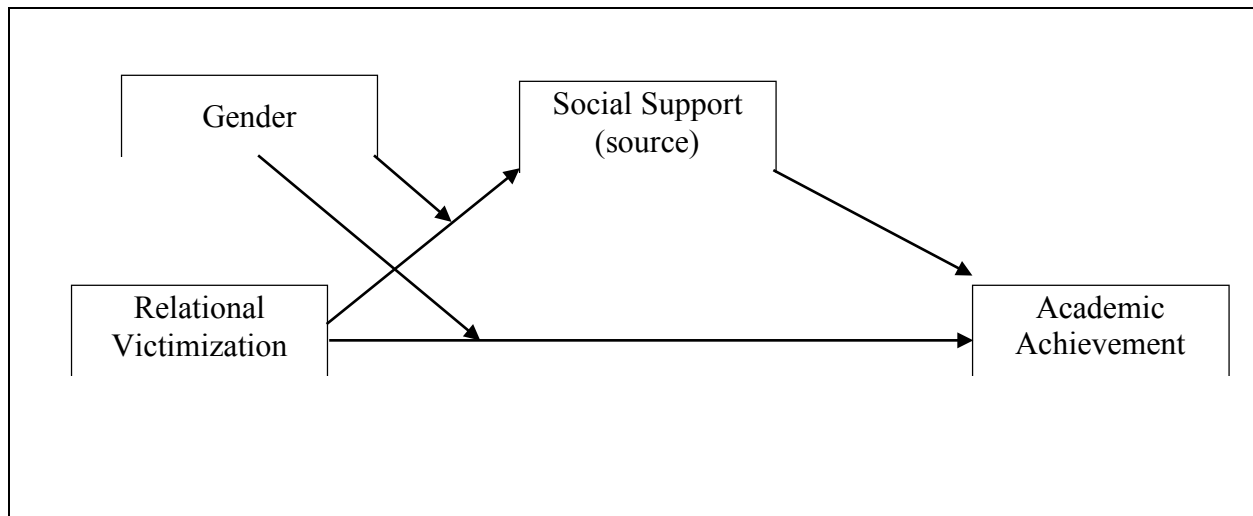 Gender
Social Support
(source)
Relational
Victimization
Academic
Achievement